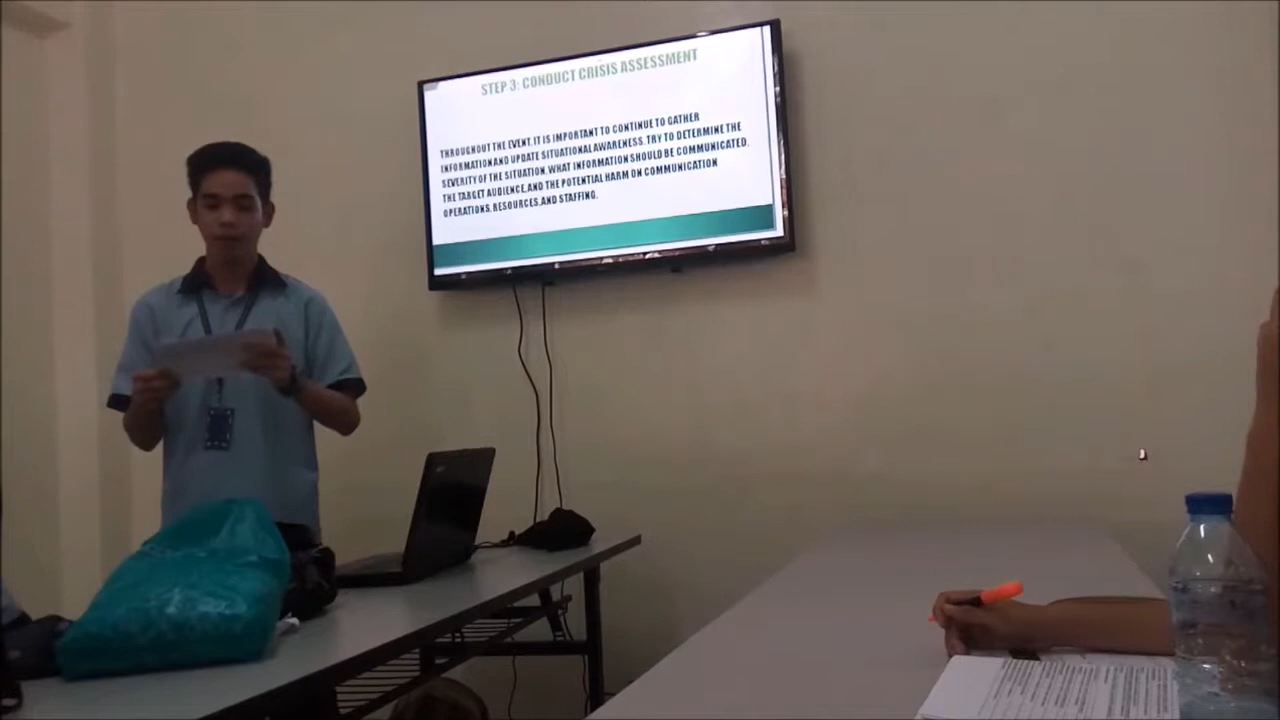 STEP 3: CONDUCT CRISIS ASSESSMENT
THROUGHOUT THE EVENT, IT IS IMPORTANT TO CONTINUE TO GATHER
INFORMATION AND UPDATE SITUATIONAL AWARENESS. TRY TO DETERMINE THE
SEVERITY OF THE SITUATION, WHAT INFORMATION SHOULD BE COMMUNICATED,
THE TARGET AUDIENCE, AND THE POTENTIAL HARM ON COMMUNICATION
OPERATIONS, RESOURCES, AND STAFFING.